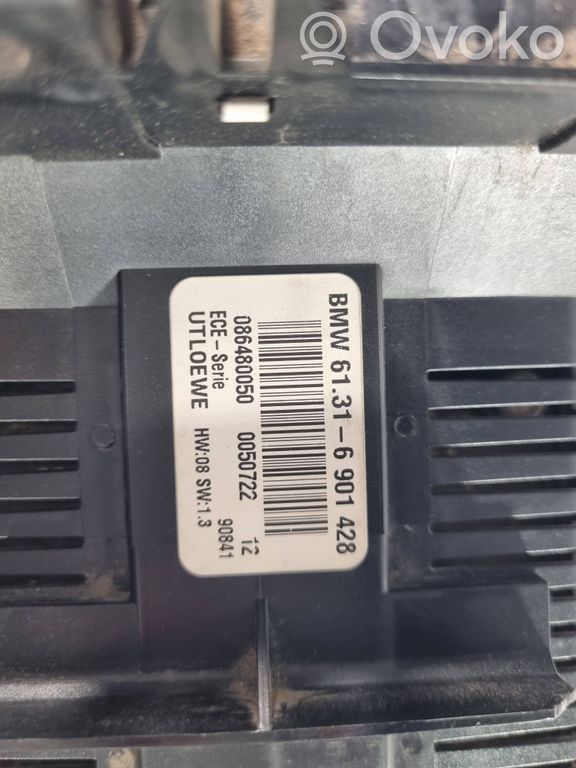 Ovoko
BMW 61.31-6 901 428
086480050 0050722 12
ECE-Serie 90841
UTLOEWE HW:08 SW:1.3